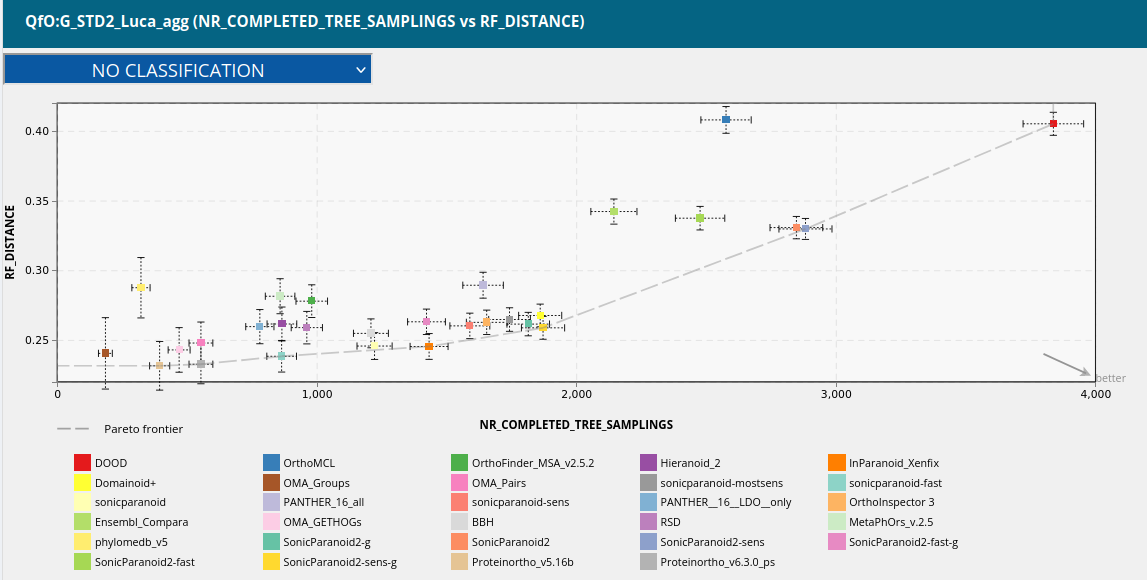 QfO:G_STD2_Luca_agg (NR_COMPLETED_TREE_SAMPLINGS vs RF_DISTANCE)
NO CLASSIFICATION
0.40
0.35
0.30
0.25
RF_DISTANCE
better
0 1,000 2,000 3,000 4,000
NR_COMPLETED_TREE_SAMPLINGS
Pareto frontier
DOOD OrthoMCL OrthoFinder_MSA_v2.5.2 Hieranoid_2 InParanoid_Xenfix
Domainoid+ OMA_Groups OMA_Pairs sonicparanoid-mostsens sonicparanoid-fast
sonicparanoid PANTHER_16_all sonicparanoid-sens PANTHER__16__LDO__only OrthoInspector 3
Ensembl_Compara OMA_GETHOGs BBH RSD MetaPhOrs_v.2.5
phylomedb_v5 SonicParanoid2-g SonicParanoid2 SonicParanoid2-sens SonicParanoid2-fast-g
SonicParanoid2-fast SonicParanoid2-sens-g Proteinortho_v5.16b Proteinortho_v6.3.0_ps